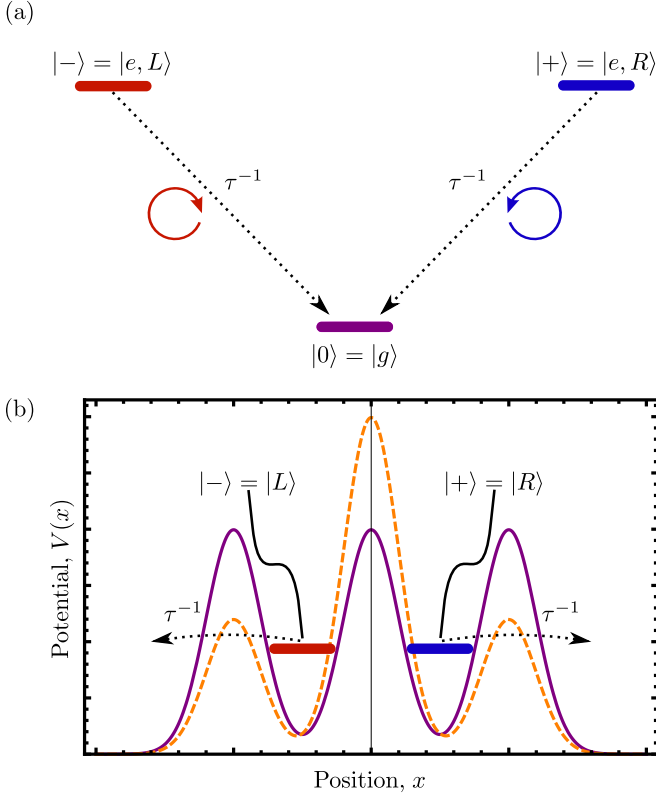 (a)
|−⟩ = |e, L⟩
|+⟩ = |e, R⟩
τ⁻¹
τ⁻¹
|0⟩ = |g⟩
(b)
|−⟩ = |L⟩
|+⟩ = |R⟩
τ⁻¹
τ⁻¹
Potential, V(x)
Position, x